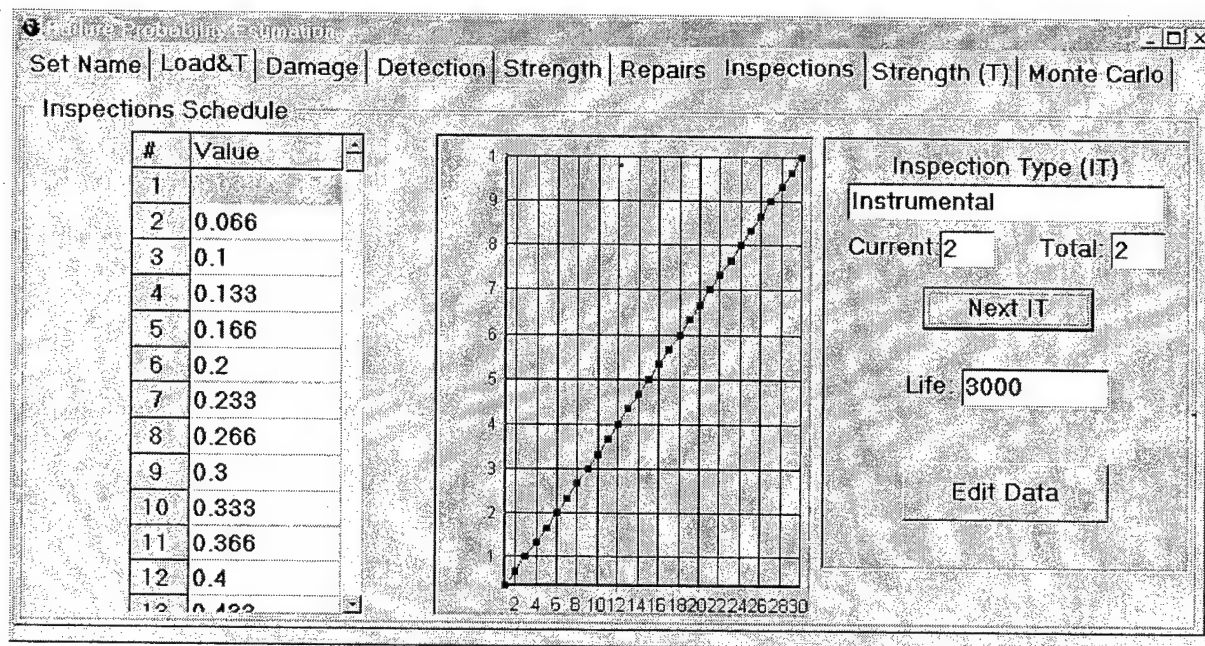 Failure Probability Estimation
Set Name Load&T Damage Detection Strength Repairs Inspections Strength (T) Monte Carlo
Inspections Schedule
# Value
1
2 0.066
3 0.1
4 0.133
5 0.166
6 0.2
7 0.233
8 0.266
9 0.3
10 0.333
11 0.366
12 0.4
13
1
9
8
7
6
5
4
3
2
1
2 4 6 8 10 12 14 16 18 20 22 24 26 28 30
Inspection Type (IT)
Instrumental
Current: 2 Total: 2
Next IT
Life: 3000
Edit Data